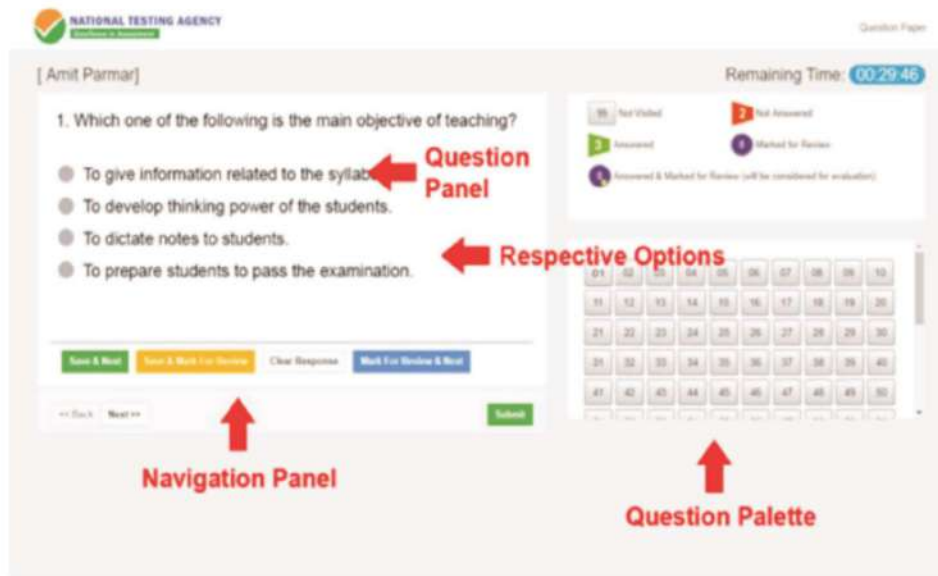 NATIONAL TESTING AGENCY
Excellence in Assessment
Question Paper
[ Amit Parmar]
Remaining Time: 00:29:46
1. Which one of the following is the main objective of teaching?
To give information related to the syllab
To develop thinking power of the students.
To dictate notes to students.
To prepare students to pass the examination.
Question
Panel
Respective Options
Save & Next
Save & Mark For Review
Clear Response
Mark For Review & Next
<< Back
Next >>
Submit
Navigation Panel
Not Visited
2 Not Answered
3 Answered
Marked for Review
Answered & Marked for Review (will be considered for evaluation)
01 02 03 04 05 06 07 08 09 10
11 12 13 14 15 16 17 18 19 20
21 22 23 24 25 26 27 28 29 30
31 32 33 34 35 36 37 38 39 40
41 42 43 44 45 46 47 48 49 50
Question Palette